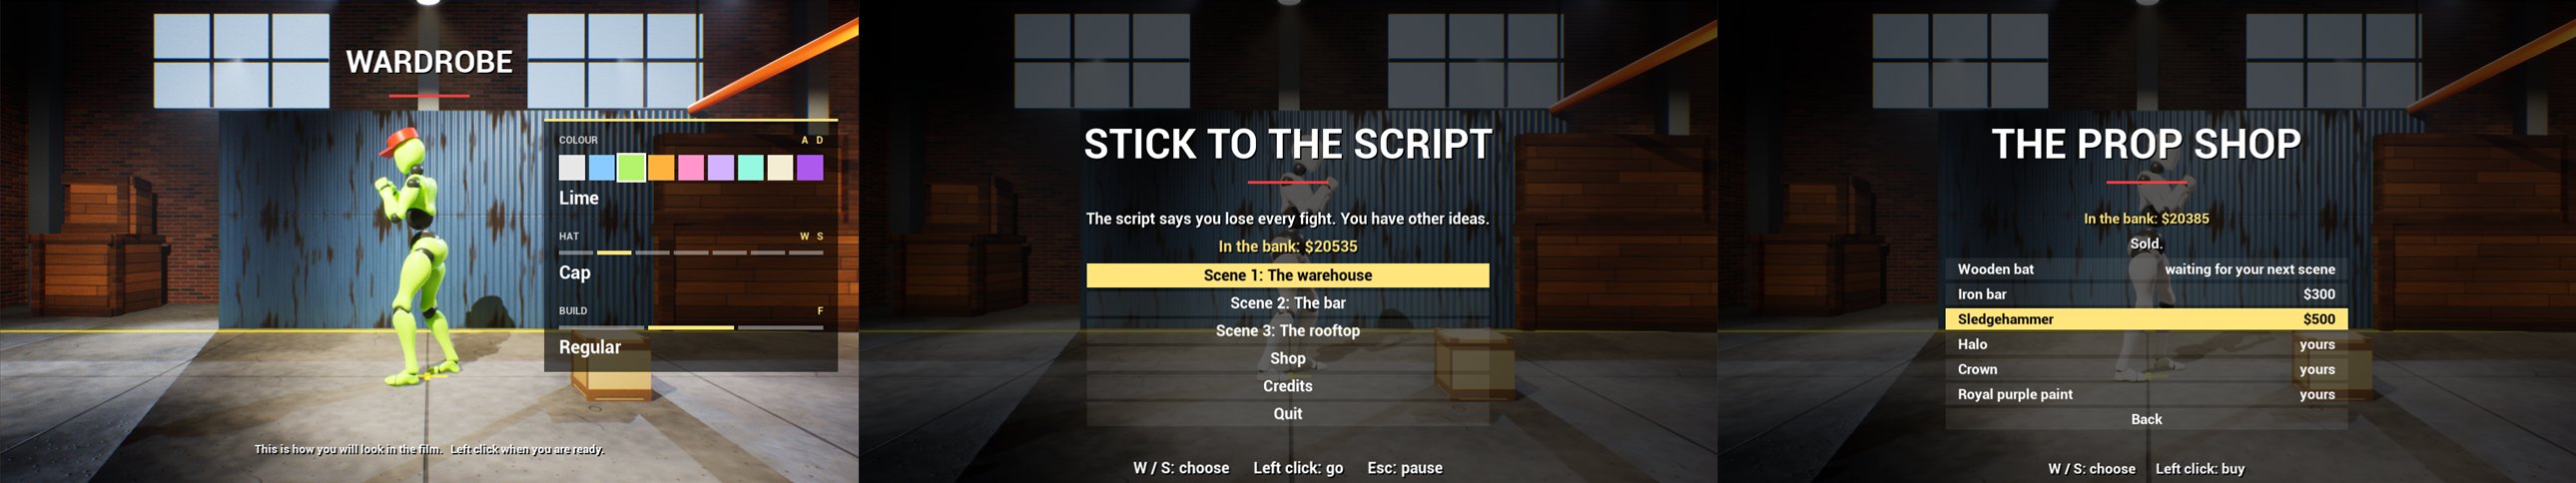 WARDROBE
COLOUR A D
Lime
HAT W S
Cap
BUILD F
Regular
This is how you will look in the film. Left click when you are ready.
STICK TO THE SCRIPT
The script says you lose every fight. You have other ideas.
In the bank: $20535
Scene 1: The warehouse
Scene 2: The bar
Scene 3: The rooftop
Shop
Credits
Quit
W / S: choose Left click: go Esc: pause
THE PROP SHOP
In the bank: $20385
Sold.
Wooden bat waiting for your next scene
Iron bar $300
Sledgehammer $500
Halo yours
Crown yours
Royal purple paint yours
Back
W / S: choose Left click: buy